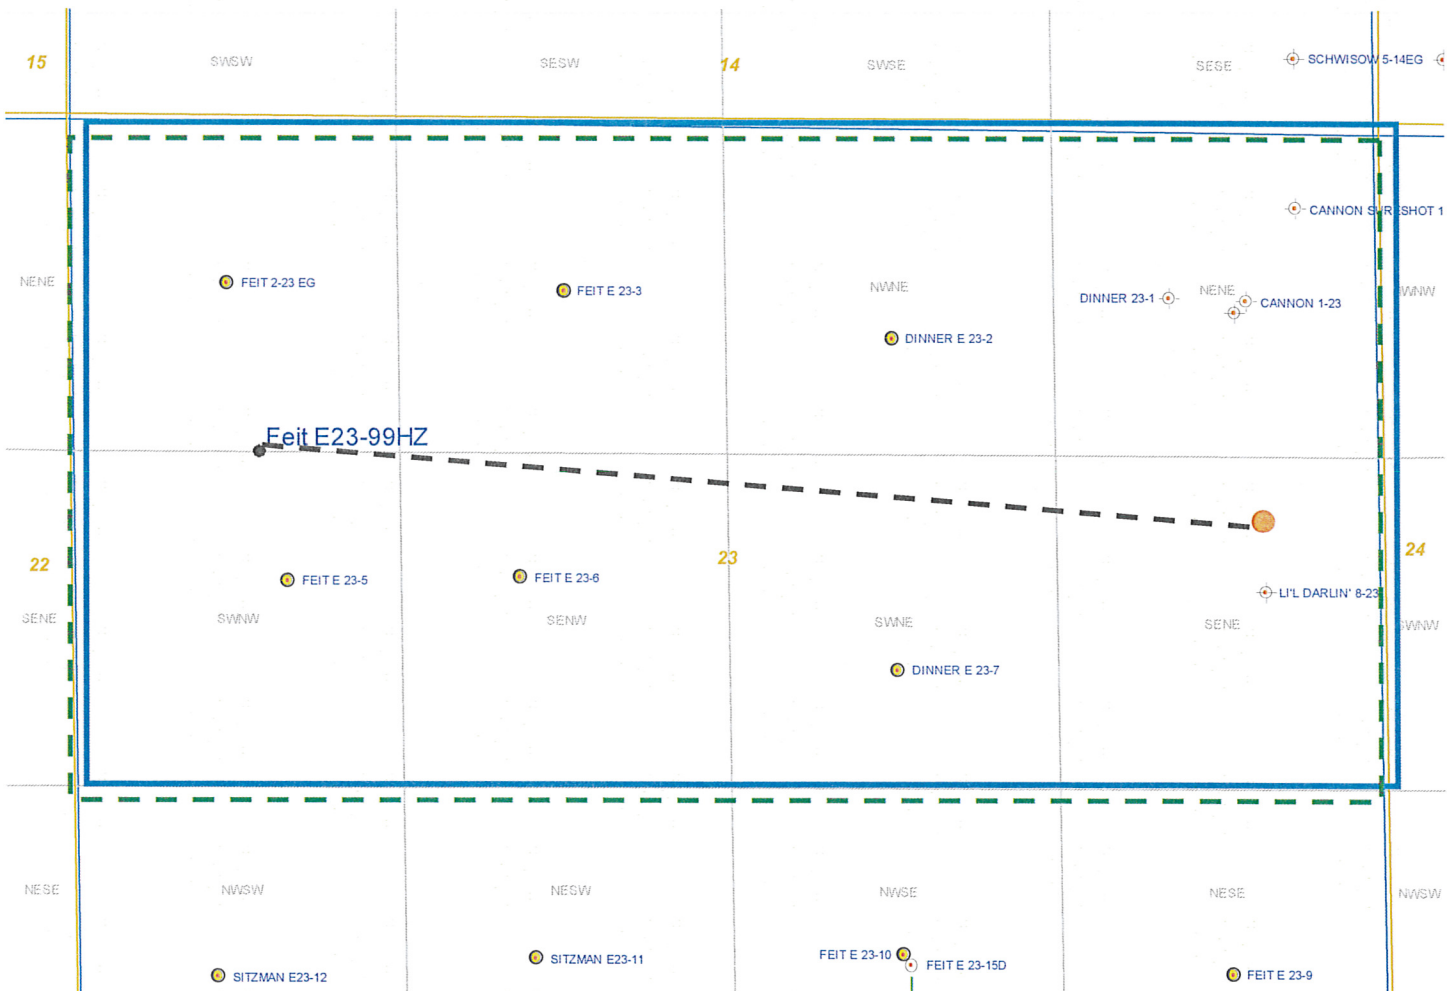 15
SWSW
SESW
14
SWSE
SESE
SCHWISOW 5-14EG
CANNON SURESHOT 1
NENE
FEIT 2-23 EG
FEIT E 23-3
NWNE
DINNER 23-1
NENE
CANNON 1-23
WNW
DINNER E 23-2
Feit E23-99HZ
22
23
24
FEIT E 23-5
FEIT E 23-6
LI'L DARLIN' 8-23
SENE
SWNW
SENW
SWNE
SENE
SWNW
DINNER E 23-7
NESE
NWSW
NESW
NWSE
NESE
NWSW
SITZMAN E23-12
SITZMAN E23-11
FEIT E 23-10
FEIT E 23-15D
FEIT E 23-9